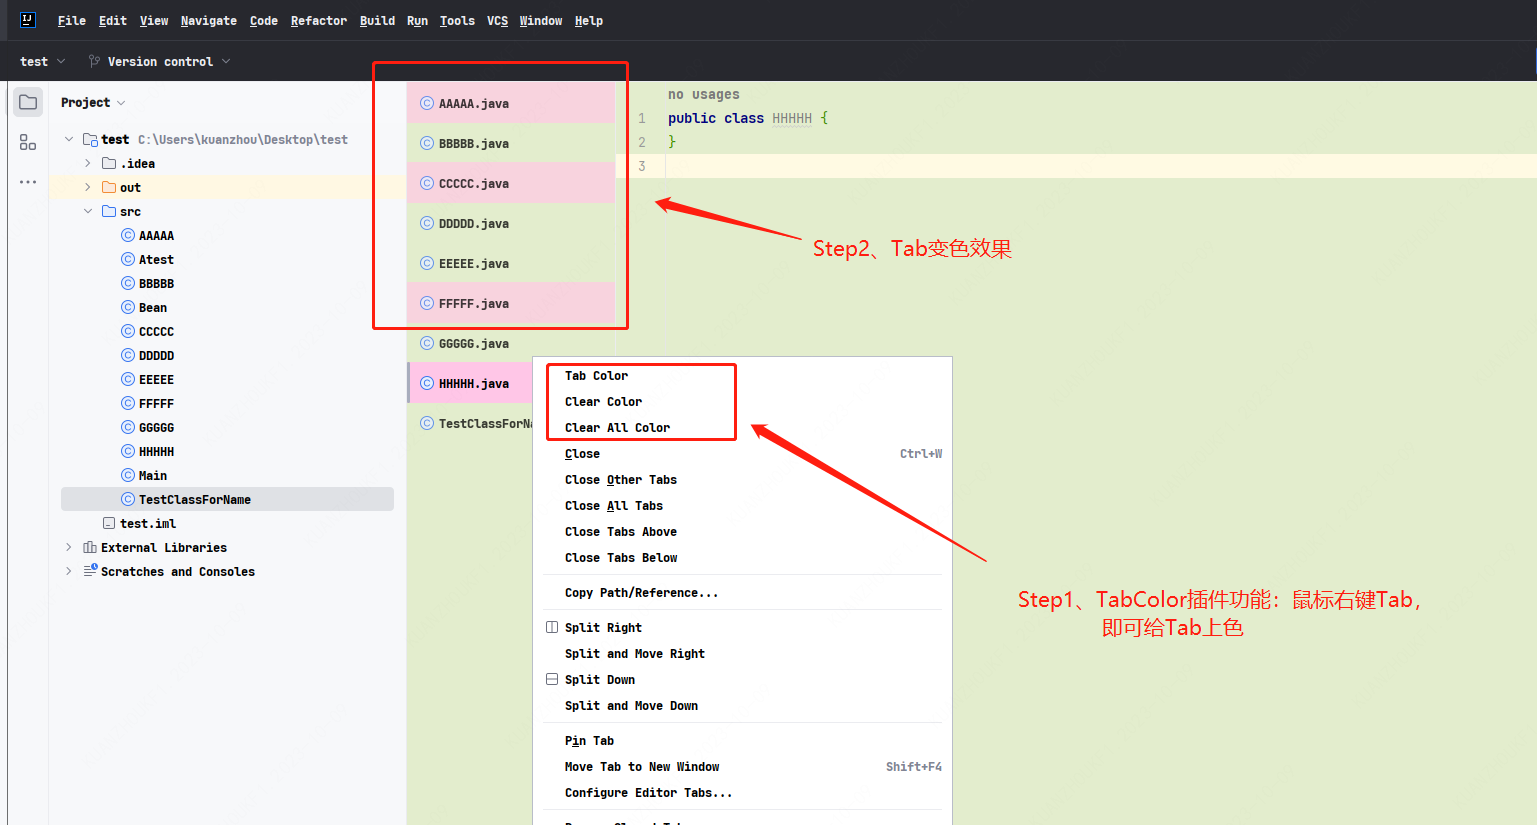 File Edit View Navigate Code Refactor Build Run Tools VCS Window Help
test Version control
Project
test C:\Users\kuanzhou\Desktop\test
.idea
out
src
AAAAA
Atest
BBBBB
Bean
CCCCC
DDDDD
EEEEE
FFFFF
GGGGG
HHHHH
Main
TestClassForName
test.iml
External Libraries
Scratches and Consoles
AAAAA.java
BBBBB.java
CCCCC.java
DDDDD.java
EEEEE.java
FFFFF.java
GGGGG.java
HHHHH.java
no usages
1 public class HHHHH {
2 }
3
Step2、Tab变色效果
Tab Color
Clear Color
Clear All Color
Close Ctrl+W
Close Other Tabs
Close All Tabs
Close Tabs Above
Close Tabs Below
Copy Path/Reference...
Split Right
Split and Move Right
Split Down
Split and Move Down
Pin Tab
Move Tab to New Window Shift+F4
Configure Editor Tabs...
Step1、TabColor插件功能：鼠标右键Tab，
即可给Tab上色